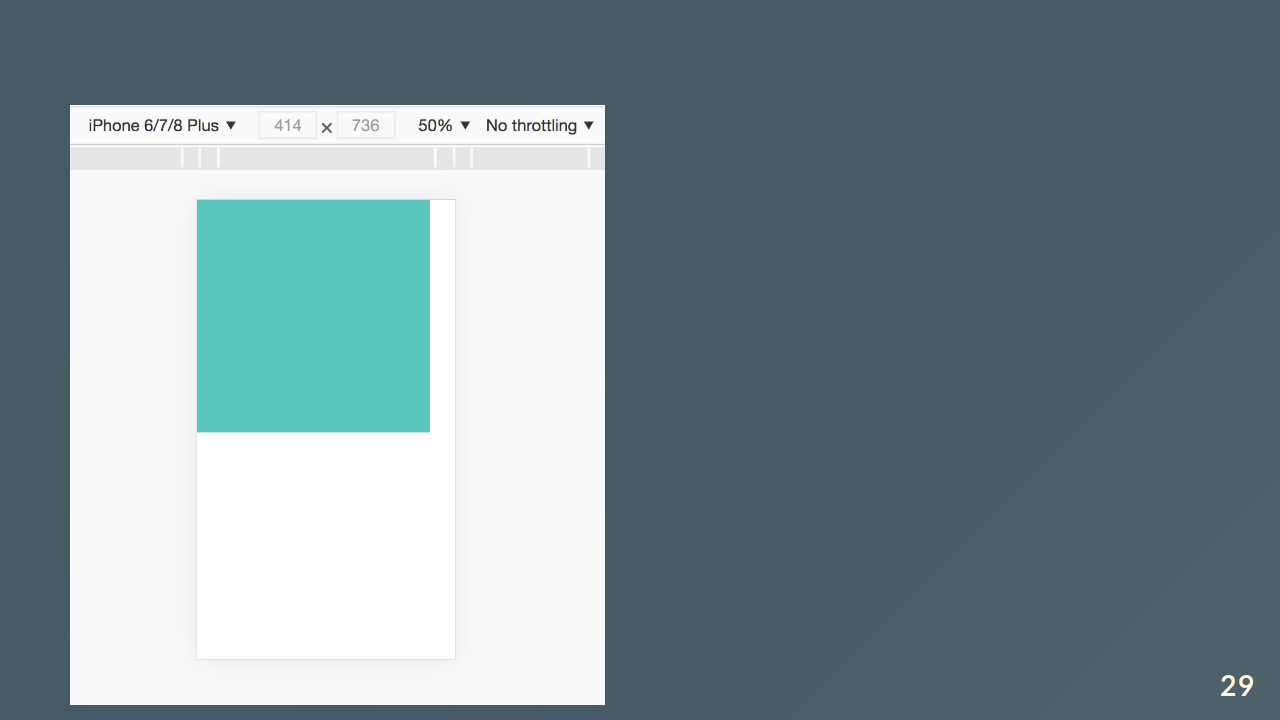 iPhone 6/7/8 Plus ▼ 414 × 736 50% ▼ No throttling ▼
29